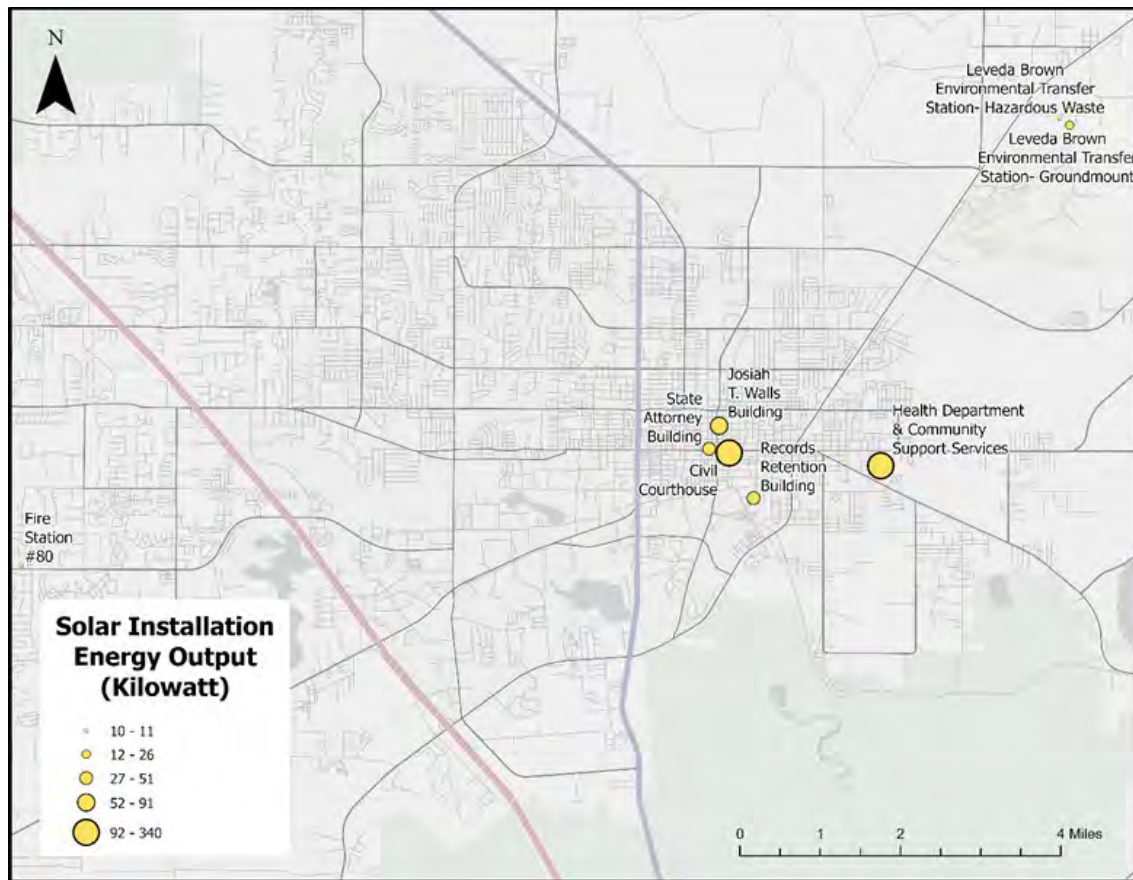 N
Leveda Brown
Environmental Transfer
Station- Hazardous Waste
Leveda Brown
Environmental Transfer
Station- Groundmount
Josiah
T. Walls
Building
State
Attorney
Building
Health Department
& Community
Support Services
Records
Retention
Building
Civil
Courthouse
Fire
Station
#80
Solar Installation
Energy Output
(Kilowatt)
10 - 11
12 - 26
27 - 51
52 - 91
92 - 340
0 1 2 4 Miles